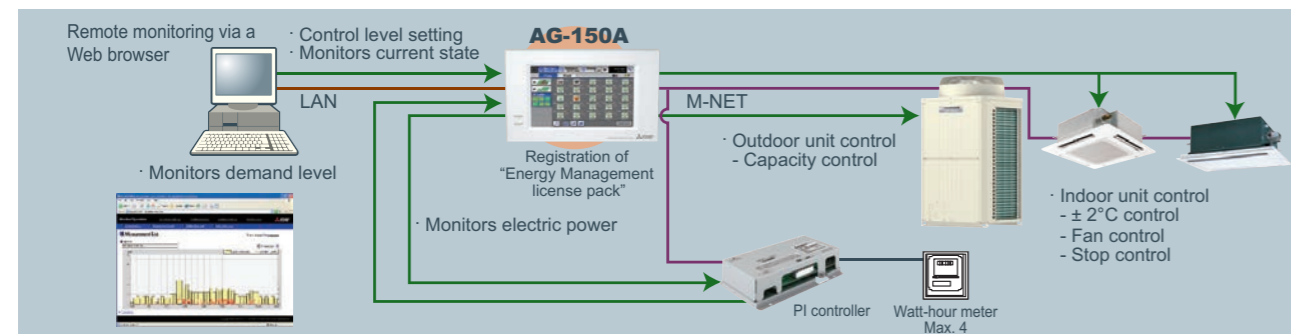 Remote monitoring via a
Web browser
· Control level setting
· Monitors current state
AG-150A
LAN
M-NET
· Monitors demand level
Registration of
“Energy Management
license pack”
· Outdoor unit control
- Capacity control
· Indoor unit control
- ± 2°C control
- Fan control
- Stop control
· Monitors electric power
PI controller
Watt-hour meter
Max. 4